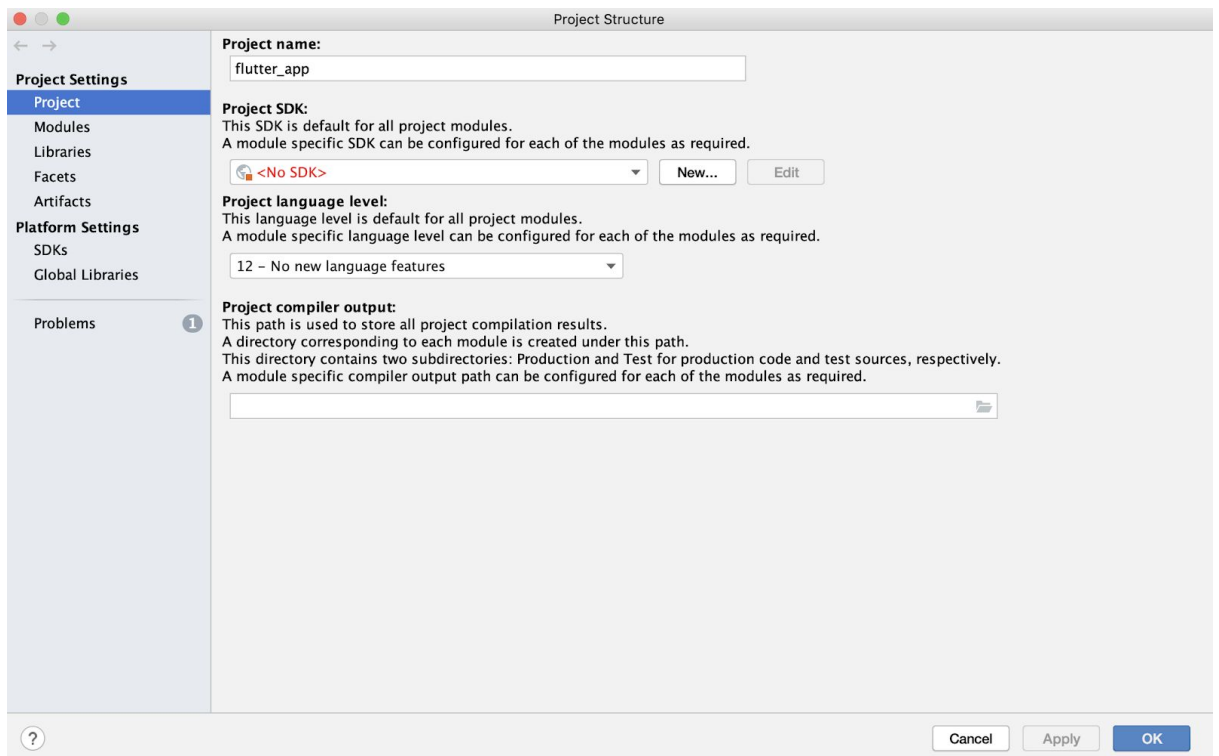 Project Structure
Project Settings
Project
Modules
Libraries
Facets
Artifacts
Platform Settings
SDKs
Global Libraries
Problems
1
Project name:
flutter_app
Project SDK:
This SDK is default for all project modules.
A module specific SDK can be configured for each of the modules as required.
<No SDK>
New...
Edit
Project language level:
This language level is default for all project modules.
A module specific language level can be configured for each of the modules as required.
12 – No new language features
Project compiler output:
This path is used to store all project compilation results.
A directory corresponding to each module is created under this path.
This directory contains two subdirectories: Production and Test for production code and test sources, respectively.
A module specific compiler output path can be configured for each of the modules as required.
?
Cancel
Apply
OK